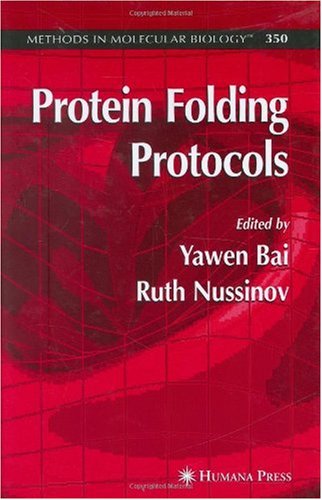 METHODS IN MOLECULAR BIOLOGY™ 350
Protein Folding
Protocols
Edited by
Yawen Bai
Ruth Nussinov
HUMANA PRESS